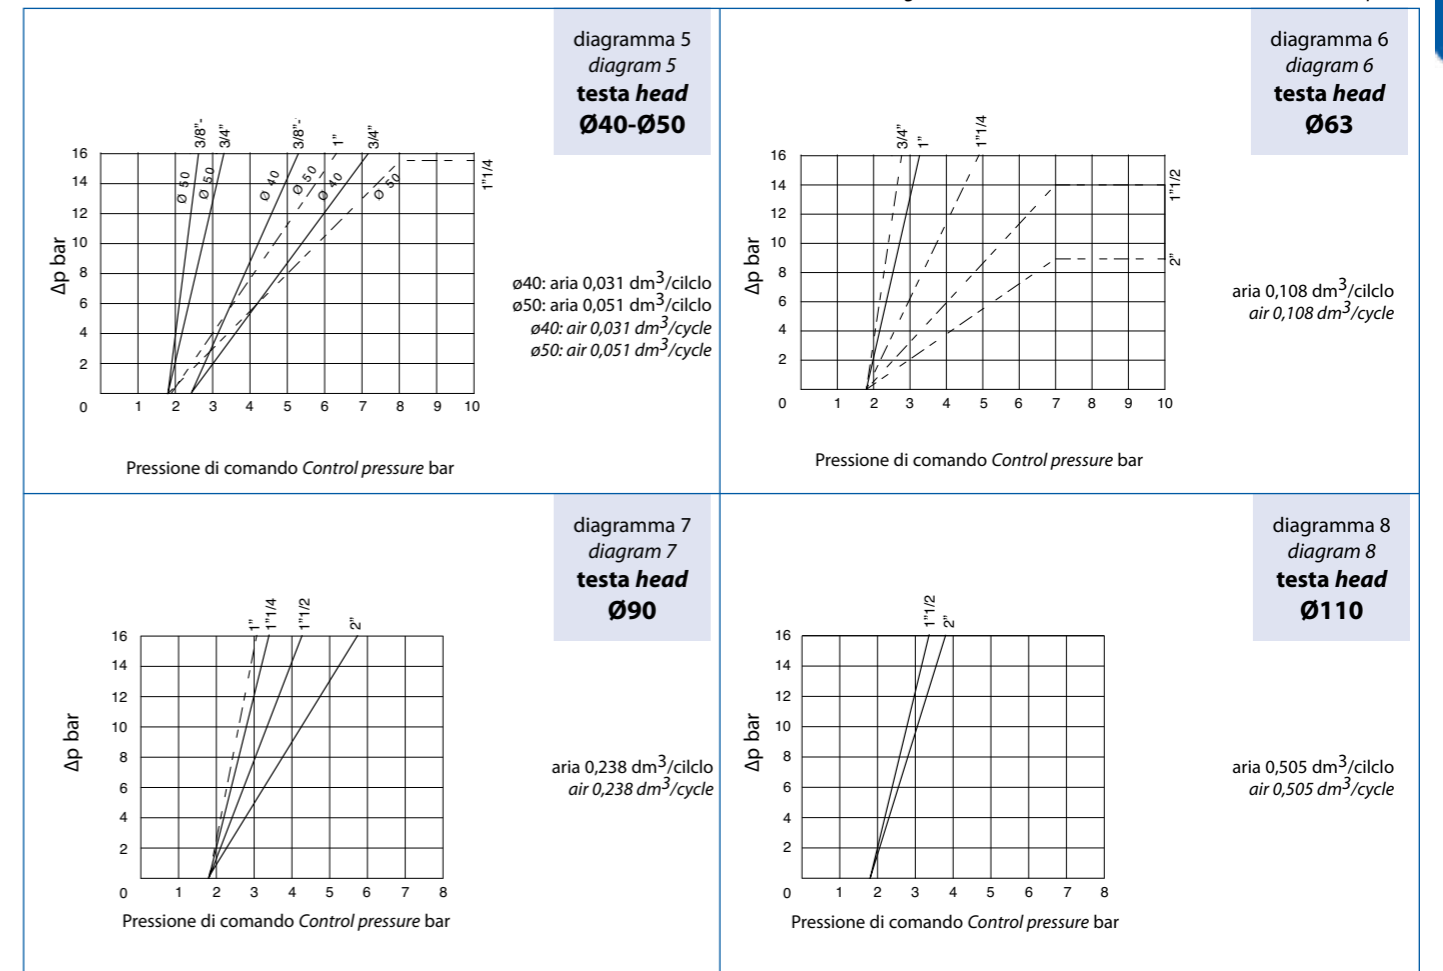 diagramma 5
diagram 5
testa head
Ø40-Ø50
3/8"-
3/4"
3/8"-
1"
3/4"
1"1/4
Ø 50
Ø 50
Ø 40
Ø 50
Ø 40
Ø 50
16
14
12
10
8
6
4
2
0
1 2 3 4 5 6 7 8 9 10
Δp bar
Pressione di comando Control pressure bar
ø40: aria 0,031 dm3/cilclo
ø50: aria 0,051 dm3/cilclo
ø40: air 0,031 dm3/cycle
ø50: air 0,051 dm3/cycle
diagramma 6
diagram 6
testa head
Ø63
3/4"
1"
1"1/4
1"1/2
2"
16
14
12
10
8
6
4
2
0
1 2 3 4 5 6 7 8 9 10
Δp bar
Pressione di comando Control pressure bar
aria 0,108 dm3/cilclo
air 0,108 dm3/cycle
diagramma 7
diagram 7
testa head
Ø90
1"
1"1/4
1"1/2
2"
16
14
12
10
8
6
4
2
0
1 2 3 4 5 6 7 8
Δp bar
Pressione di comando Control pressure bar
aria 0,238 dm3/cilclo
air 0,238 dm3/cycle
diagramma 8
diagram 8
testa head
Ø110
1"1/2
2"
16
14
12
10
8
6
4
2
0
1 2 3 4 5 6 7 8
Δp bar
Pressione di comando Control pressure bar
aria 0,505 dm3/cilclo
air 0,505 dm3/cycle